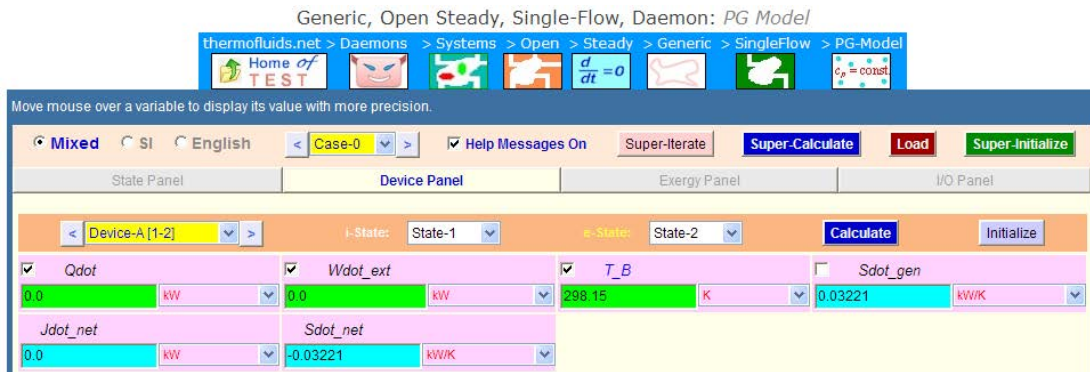 Generic, Open Steady, Single-Flow, Daemon: PG Model
thermofluids.net > Daemons > Systems > Open > Steady > Generic > SingleFlow > PG-Model
Home of TEST d/dt = 0 c_p = const.
Move mouse over a variable to display its value with more precision.
Mixed SI English < Case-0 > Help Messages On Super-Iterate Super-Calculate Load Super-Initialize
State Panel Device Panel Exergy Panel I/O Panel
< Device-A [1-2] > i-State: State-1 e-State: State-2 Calculate Initialize
Qdot Wdot_ext T_B Sdot_gen
0.0 kW 0.0 kW 298.15 K 0.03221 kW/K
Jdot_net Sdot_net
0.0 kW -0.03221 kW/K